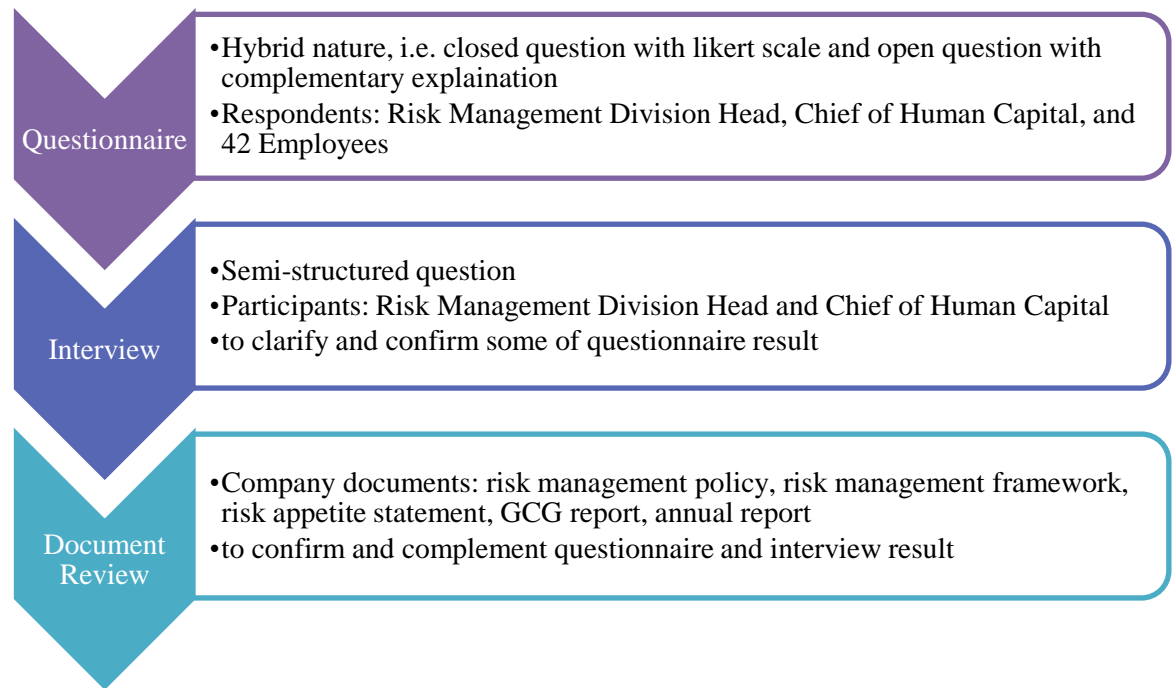 Questionnaire
•Hybrid nature, i.e. closed question with likert scale and open question with
complementary explaination
•Respondents: Risk Management Division Head, Chief of Human Capital, and
42 Employees
Interview
•Semi-structured question
•Participants: Risk Management Division Head and Chief of Human Capital
•to clarify and confirm some of questionnaire result
Document
Review
•Company documents: risk management policy, risk management framework,
risk appetite statement, GCG report, annual report
•to confirm and complement questionnaire and interview result